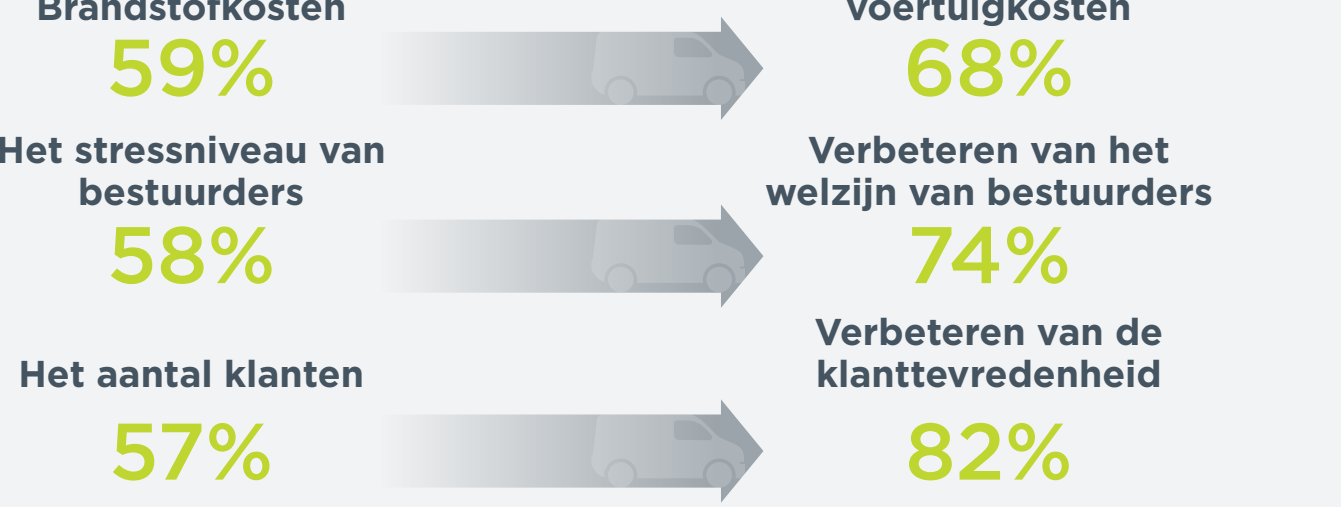 Brandstofkosten
voertuigkosten
59%
68%
Het stressniveau van
bestuurders
58%
Verbeteren van het
welzijn van bestuurders
74%
Het aantal klanten
57%
Verbeteren van de
klanttevredenheid
82%